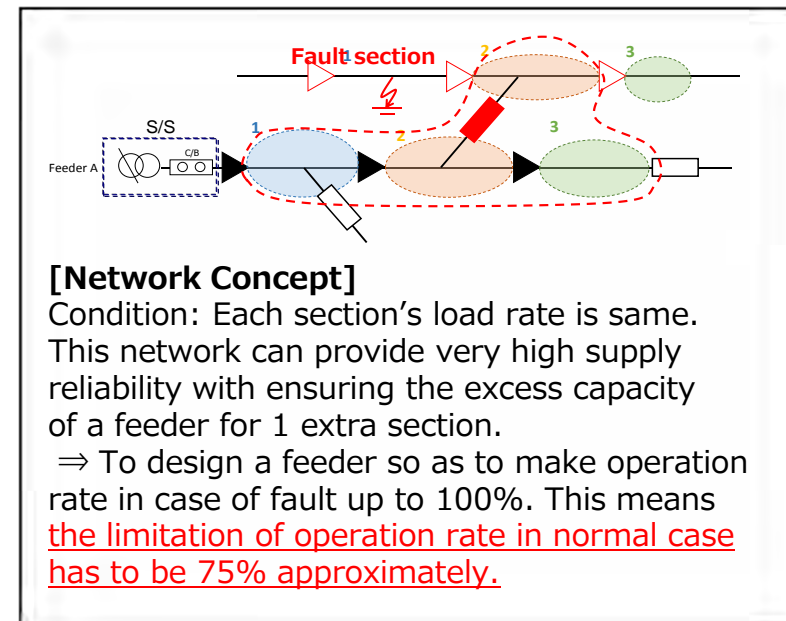 Fault section
1
2
3
S/S
C/B
Feeder A
1
2
3
[Network Concept]
Condition: Each section’s load rate is same.
This network can provide very high supply
reliability with ensuring the excess capacity
of a feeder for 1 extra section.
⇒ To design a feeder so as to make operation
rate in case of fault up to 100%. This means
the limitation of operation rate in normal case
has to be 75% approximately.